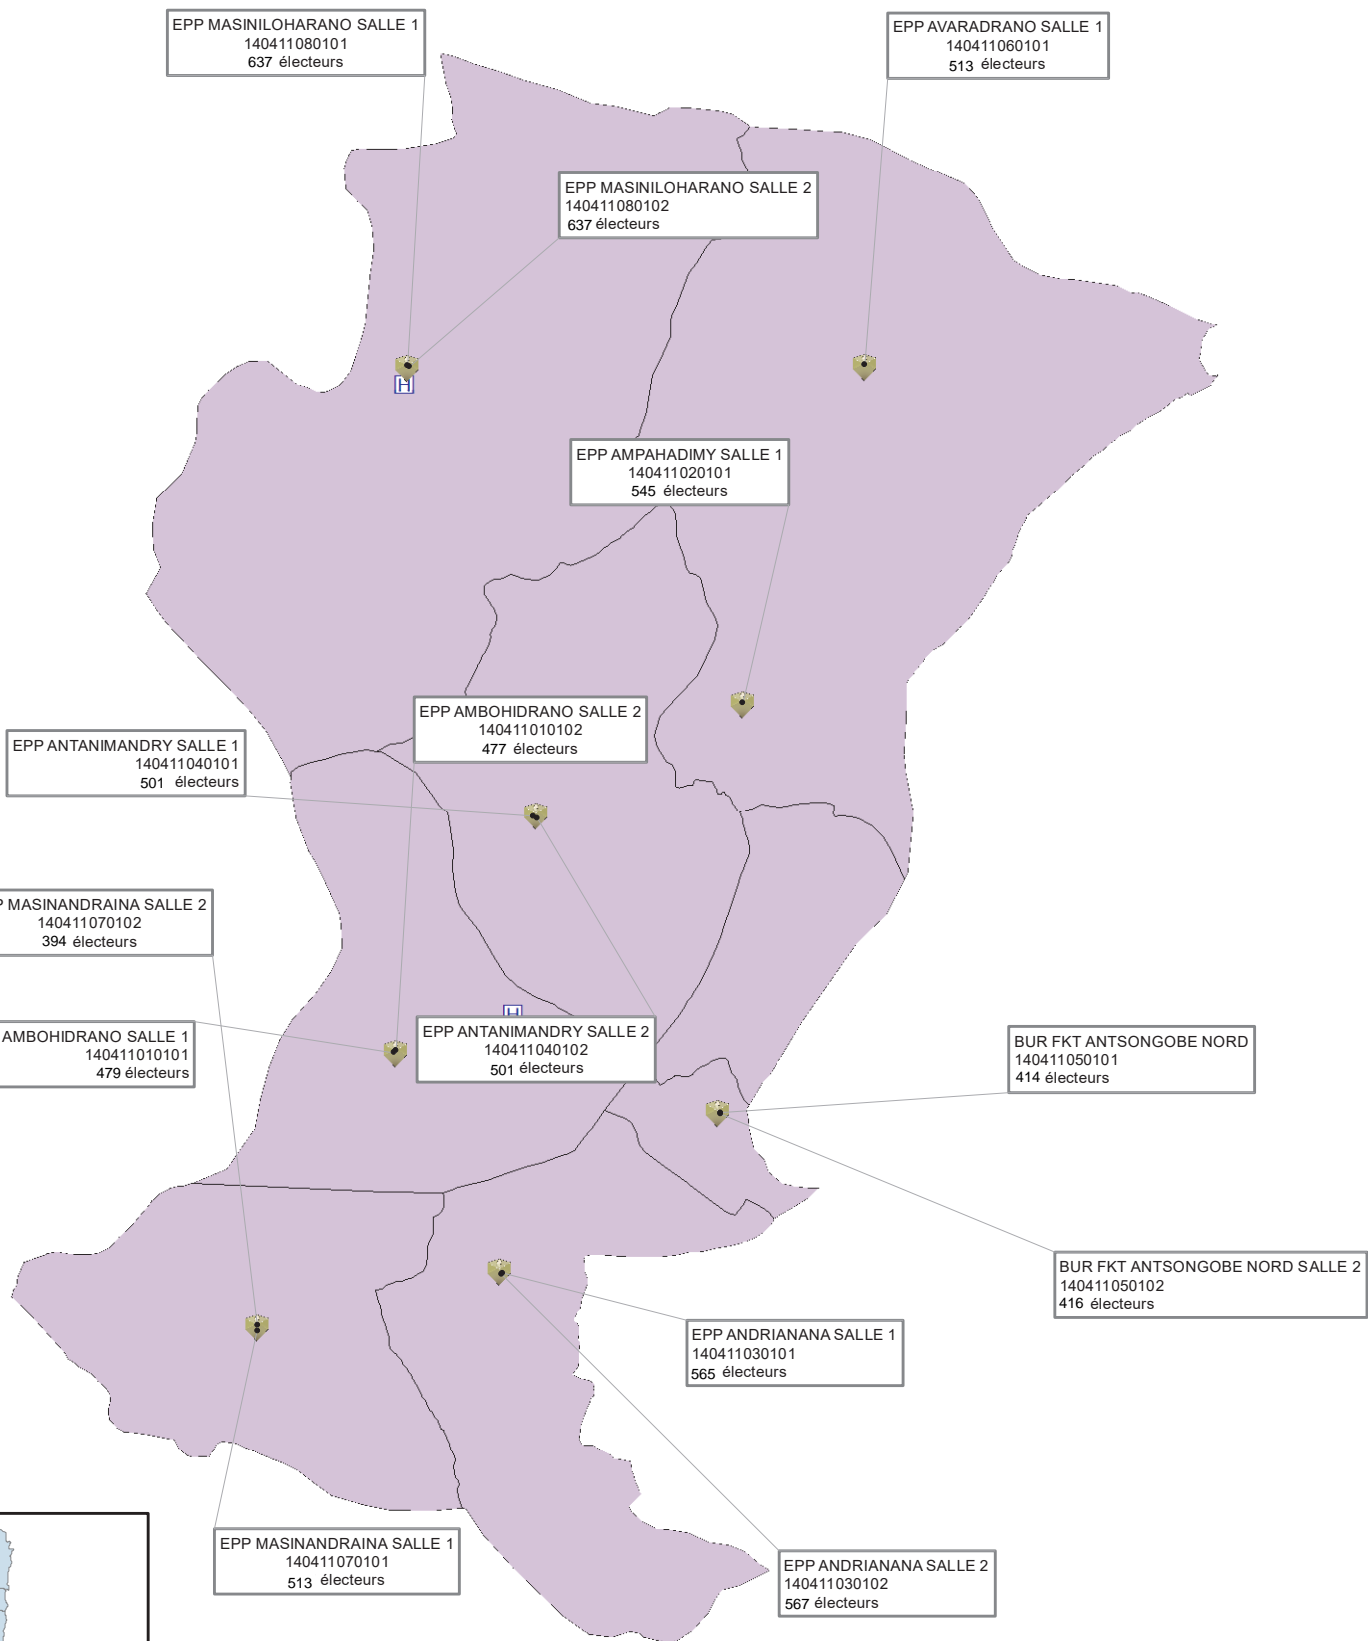 EPP MASINILOHARANO SALLE 1
140411080101
637 électeurs
EPP AVARADRANO SALLE 1
140411060101
513 électeurs
EPP MASINILOHARANO SALLE 2
140411080102
637 électeurs
H
EPP AMPAHADIMY SALLE 1
140411020101
545 électeurs
EPP AMBOHIDRANO SALLE 2
140411010102
477 électeurs
EPP ANTANIMANDRY SALLE 1
140411040101
501 électeurs
MASINANDRAINA SALLE 2
140411070102
394 électeurs
H
AMBOHIDRANO SALLE 1
140411010101
479 électeurs
EPP ANTANIMANDRY SALLE 2
140411040102
501 électeurs
BUR FKT ANTSONGOBE NORD
140411050101
414 électeurs
BUR FKT ANTSONGOBE NORD SALLE 2
140411050102
416 électeurs
EPP ANDRIANANA SALLE 1
140411030101
565 électeurs
EPP MASINANDRAINA SALLE 1
140411070101
513 électeurs
EPP ANDRIANANA SALLE 2
140411030102
567 électeurs